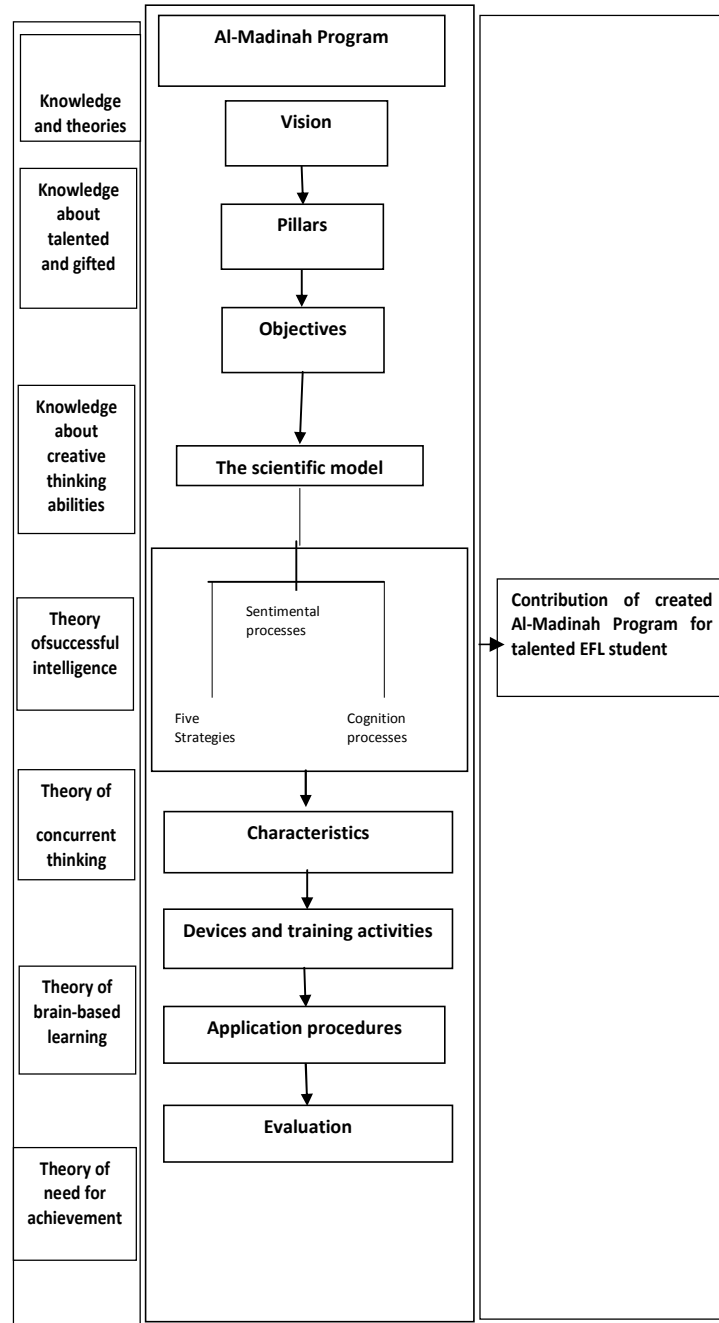 Knowledge
and theories
Knowledge
about
talented
and gifted
Knowledge
about
creative
thinking
abilities
Theory
ofsuccessful
intelligence
Theory of
concurrent
thinking
Theory of
brain-based
learning
Theory of
need for
achievement
Al-Madinah Program
Vision
Pillars
Objectives
The scientific model
Sentimental
processes
Five
Strategies
Cognition
processes
Characteristics
Devices and training activities
Application procedures
Evaluation
Contribution of created
Al-Madinah Program for
talented EFL student